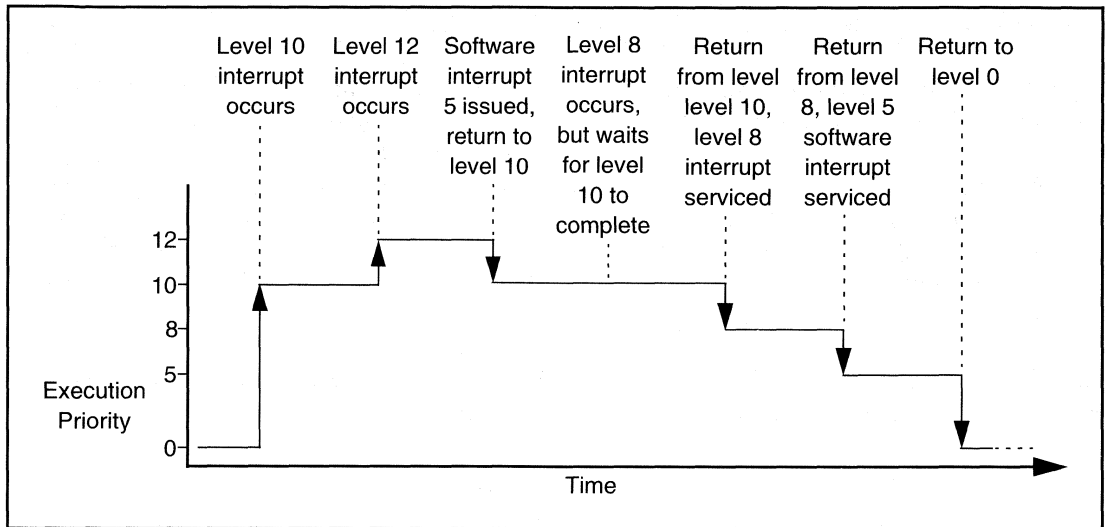 Level 10
interrupt
occurs
Level 12
interrupt
occurs
Software
interrupt
5 issued,
return to
level 10
Level 8
interrupt
occurs,
but waits
for level
10 to
complete
Return
from level
level 10,
level 8
interrupt
serviced
Return
from level
8, level 5
software
interrupt
serviced
Return to
level 0
12
10
8
5
0
Execution
Priority
Time